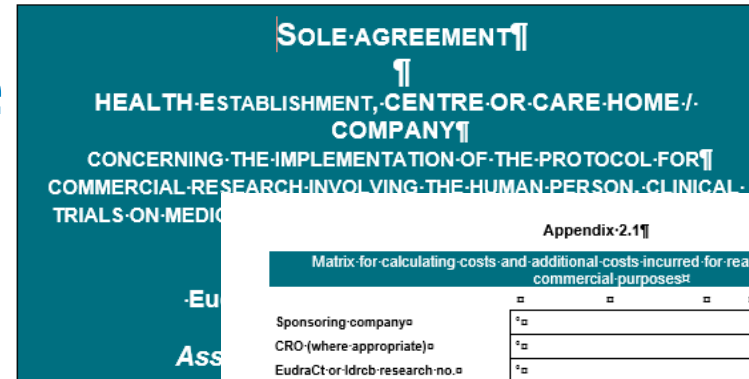 SOLE AGREEMENT¶
¶
HEALTH ESTABLISHMENT, CENTRE OR CARE HOME /
COMPANY¶
CONCERNING THE IMPLEMENTATION OF THE PROTOCOL FOR¶
COMMERCIAL RESEARCH INVOLVING THE HUMAN PERSON, CLINICAL
TRIALS ON
Appendix 2.1¶
Matrix for calculating costs and additional costs incurred for
commercial purposes¤
Sponsoring company¤
CRO (where appropriate)¤
EudraCt or Idrcb research no.¤